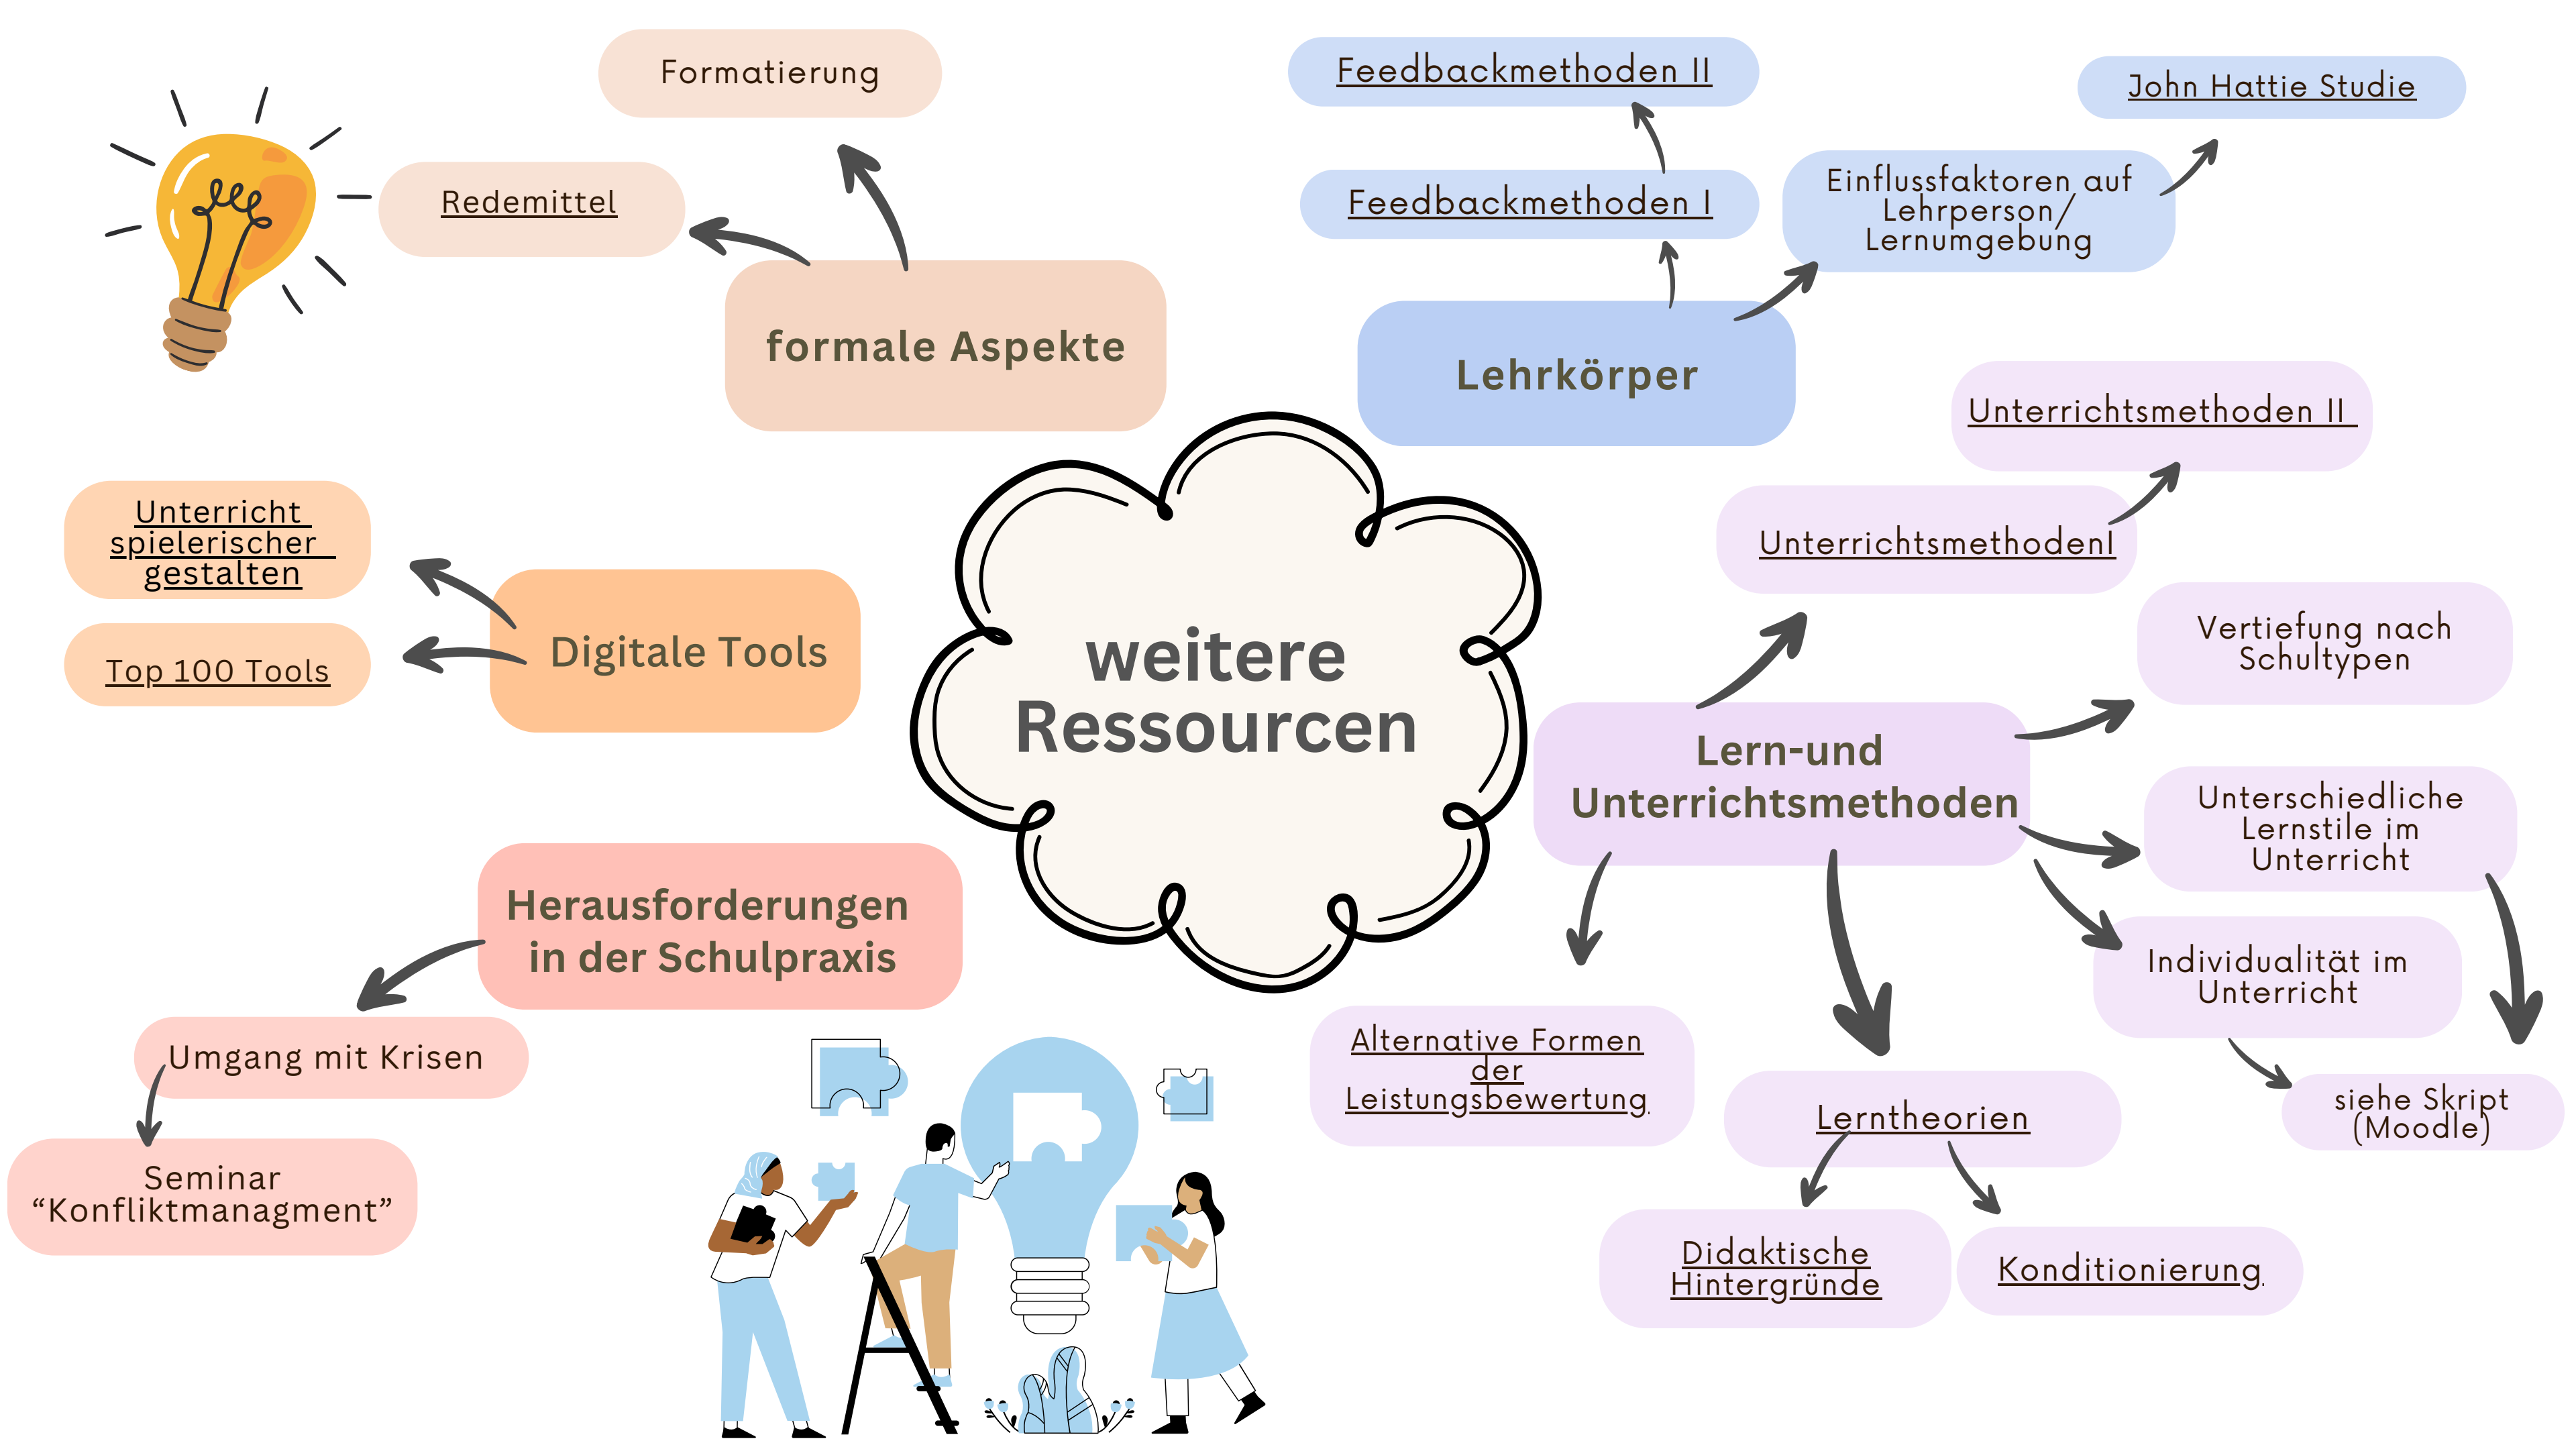 Formatierung
Redemittel
formale Aspekte
Feedbackmethoden II
Feedbackmethoden I
John Hattie Studie
Einflussfaktoren auf
Lehrperson/
Lernumgebung
Lehrkörper
Unterrichtsmethoden II
UnterrichtsmethodenI
Unterricht
spielerischer
gestalten
Top 100 Tools
Digitale Tools
weitere
Ressourcen
Vertiefung nach
Schultypen
Lern-und
Unterrichtsmethoden
Unterschiedliche
Lernstile im
Unterricht
Individualität im
Unterricht
siehe Skript
(Moodle)
Herausforderungen
in der Schulpraxis
Umgang mit Krisen
Seminar
“Konfliktmanagment”
Alternative Formen
der
Leistungsbewertung
Lerntheorien
Didaktische
Hintergründe
Konditionierung